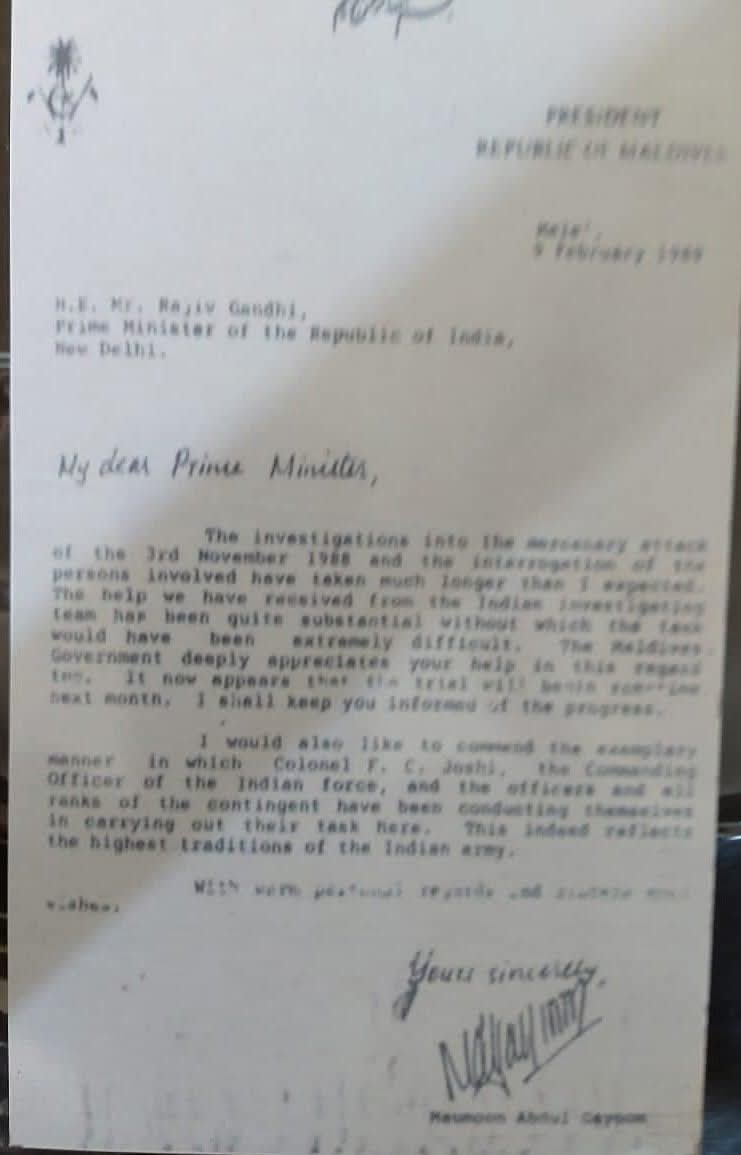 PRESIDENT
REPUBLIC OF MALDIVES
Male',
9 February 1989
H.E. Mr. Rajiv Gandhi,
Prime Minister of the Republic of India,
New Delhi.
My dear Prime Minister,
The investigations into the mercenary attack
of the 3rd November 1988 and the interrogation of the
persons involved have taken much longer than I expected.
The help we have received from the Indian investigating
team has been quite substantial without which the task
would have been extremely difficult. The Maldives
Government deeply appreciates your help in this regard
too. It now appears that the trial will begin sometime
next month. I shall keep you informed of the progress.
I would also like to commend the exemplary
manner in which Colonel F. C. Joshi, the Commanding
Officer of the Indian force, and the officers and all
ranks of the contingent have been conducting themselves
in carrying out their task here. This indeed reflects
the highest traditions of the Indian army.
With warm personal regards and sincere good
wishes.
Yours sincerely,
Maumoon Abdul Gayoom